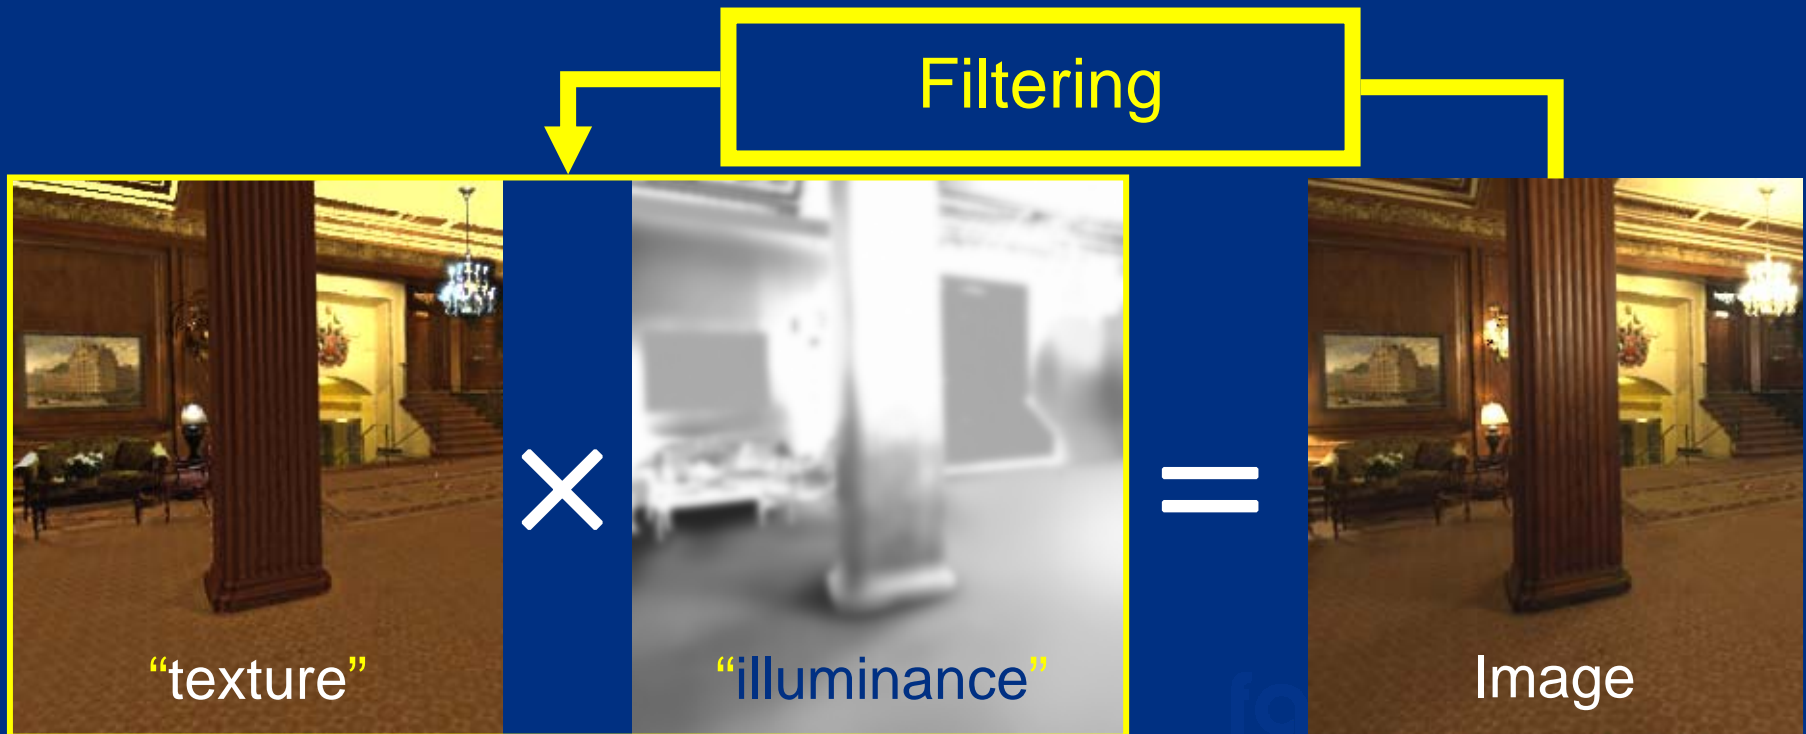 Filtering
“texture”
×
“illuminance”
=
Image